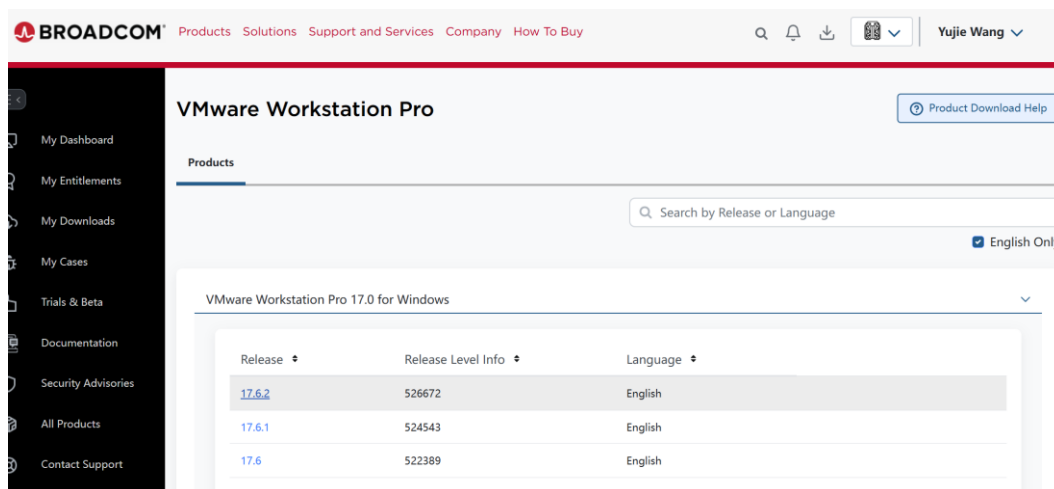 BROADCOM® Products Solutions Support and Services Company How To Buy Yujie Wang
VMware Workstation Pro
Product Download Help
My Dashboard
Products
My Entitlements
My Downloads
Search by Release or Language
English Onl
My Cases
Trials & Beta
VMware Workstation Pro 17.0 for Windows
Documentation
Release Release Level Info Language
Security Advisories
17.6.2 526672 English
All Products
17.6.1 524543 English
Contact Support
17.6 522389 English